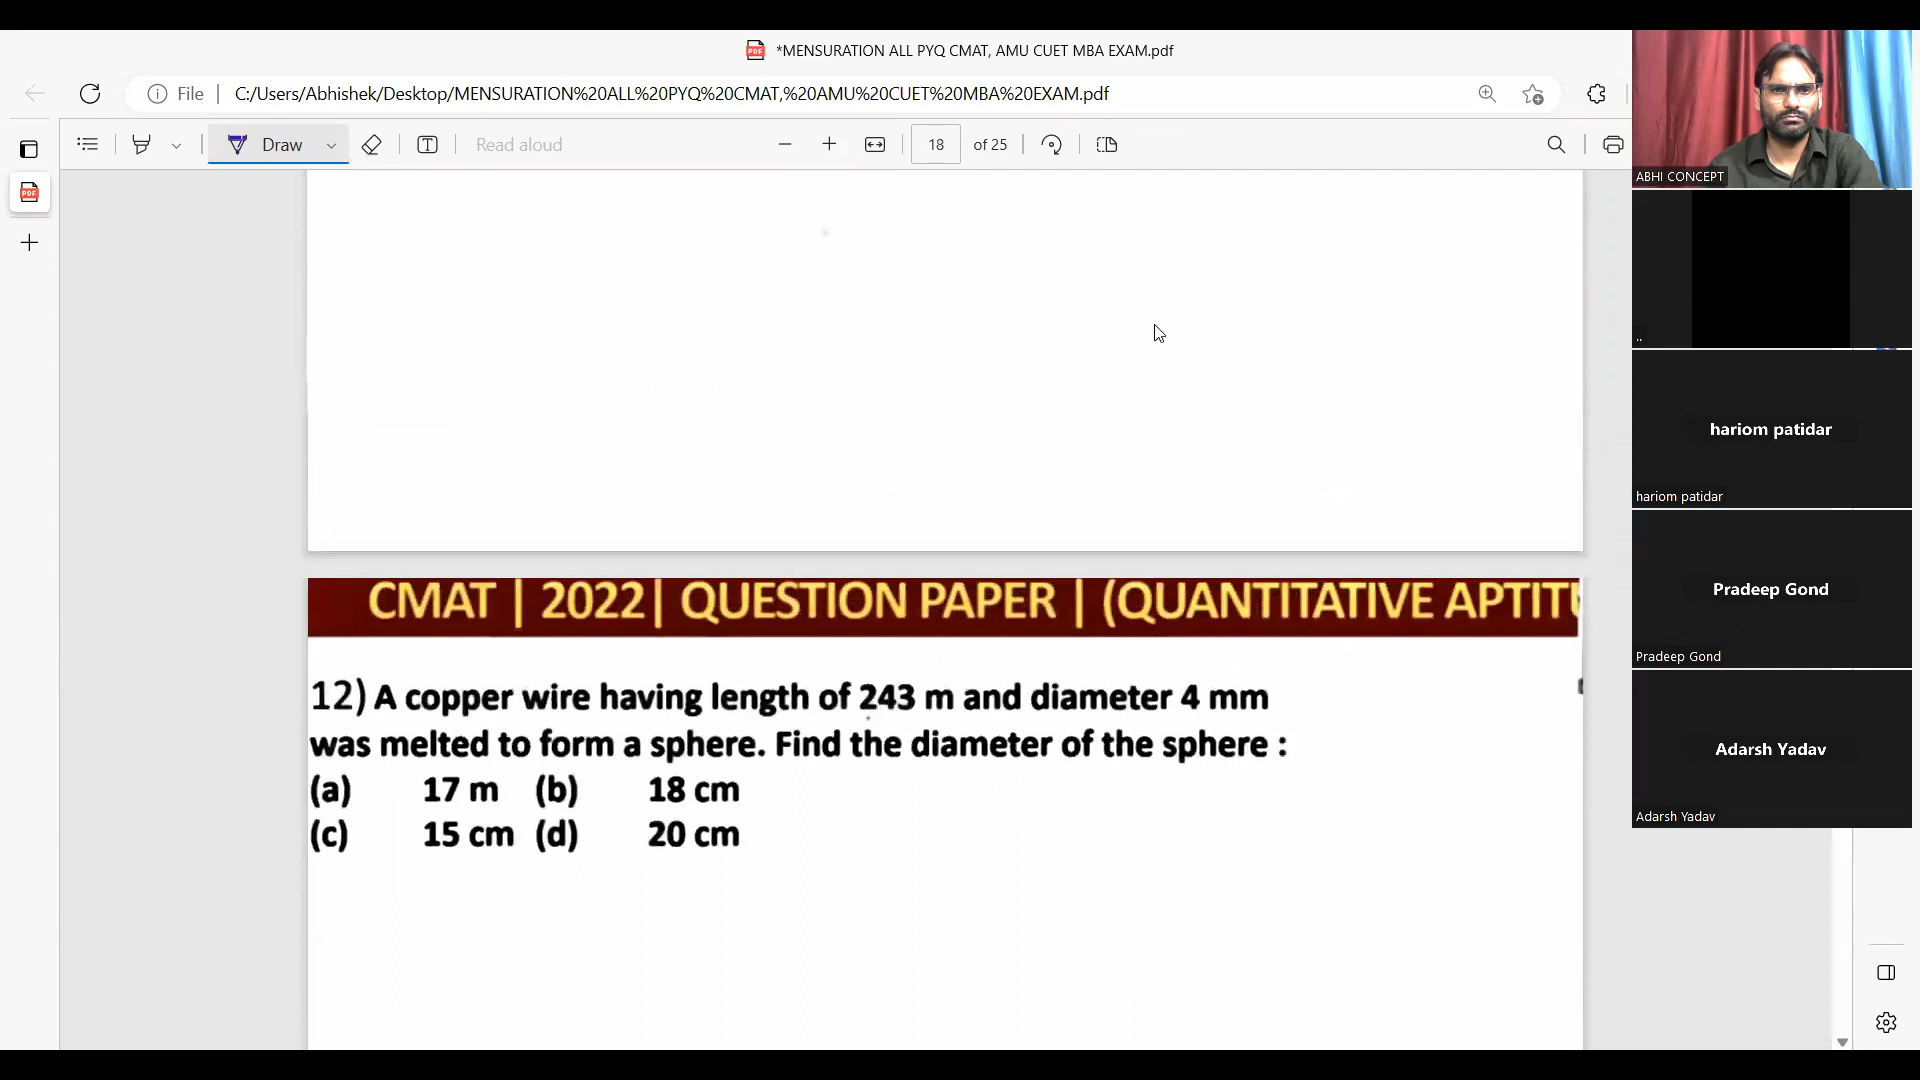 *MENSURATION ALL PYQ CMAT, AMU CUET MBA EXAM.pdf
File
C:/Users/Abhishek/Desktop/MENSURATION%20ALL%20PYQ%20CMAT,%20AMU%20CUET%20MBA%20EXAM.pdf
Draw
Read aloud
18 of 25
ABHI CONCEPT
..
hariom patidar
hariom patidar
Pradeep Gond
Pradeep Gond
Adarsh Yadav
Adarsh Yadav
CMAT | 2022| QUESTION PAPER | (QUANTITATIVE APTITU
12) A copper wire having length of 243 m and diameter 4 mm
was melted to form a sphere. Find the diameter of the sphere :
(a) 17 m (b) 18 cm
(c) 15 cm (d) 20 cm